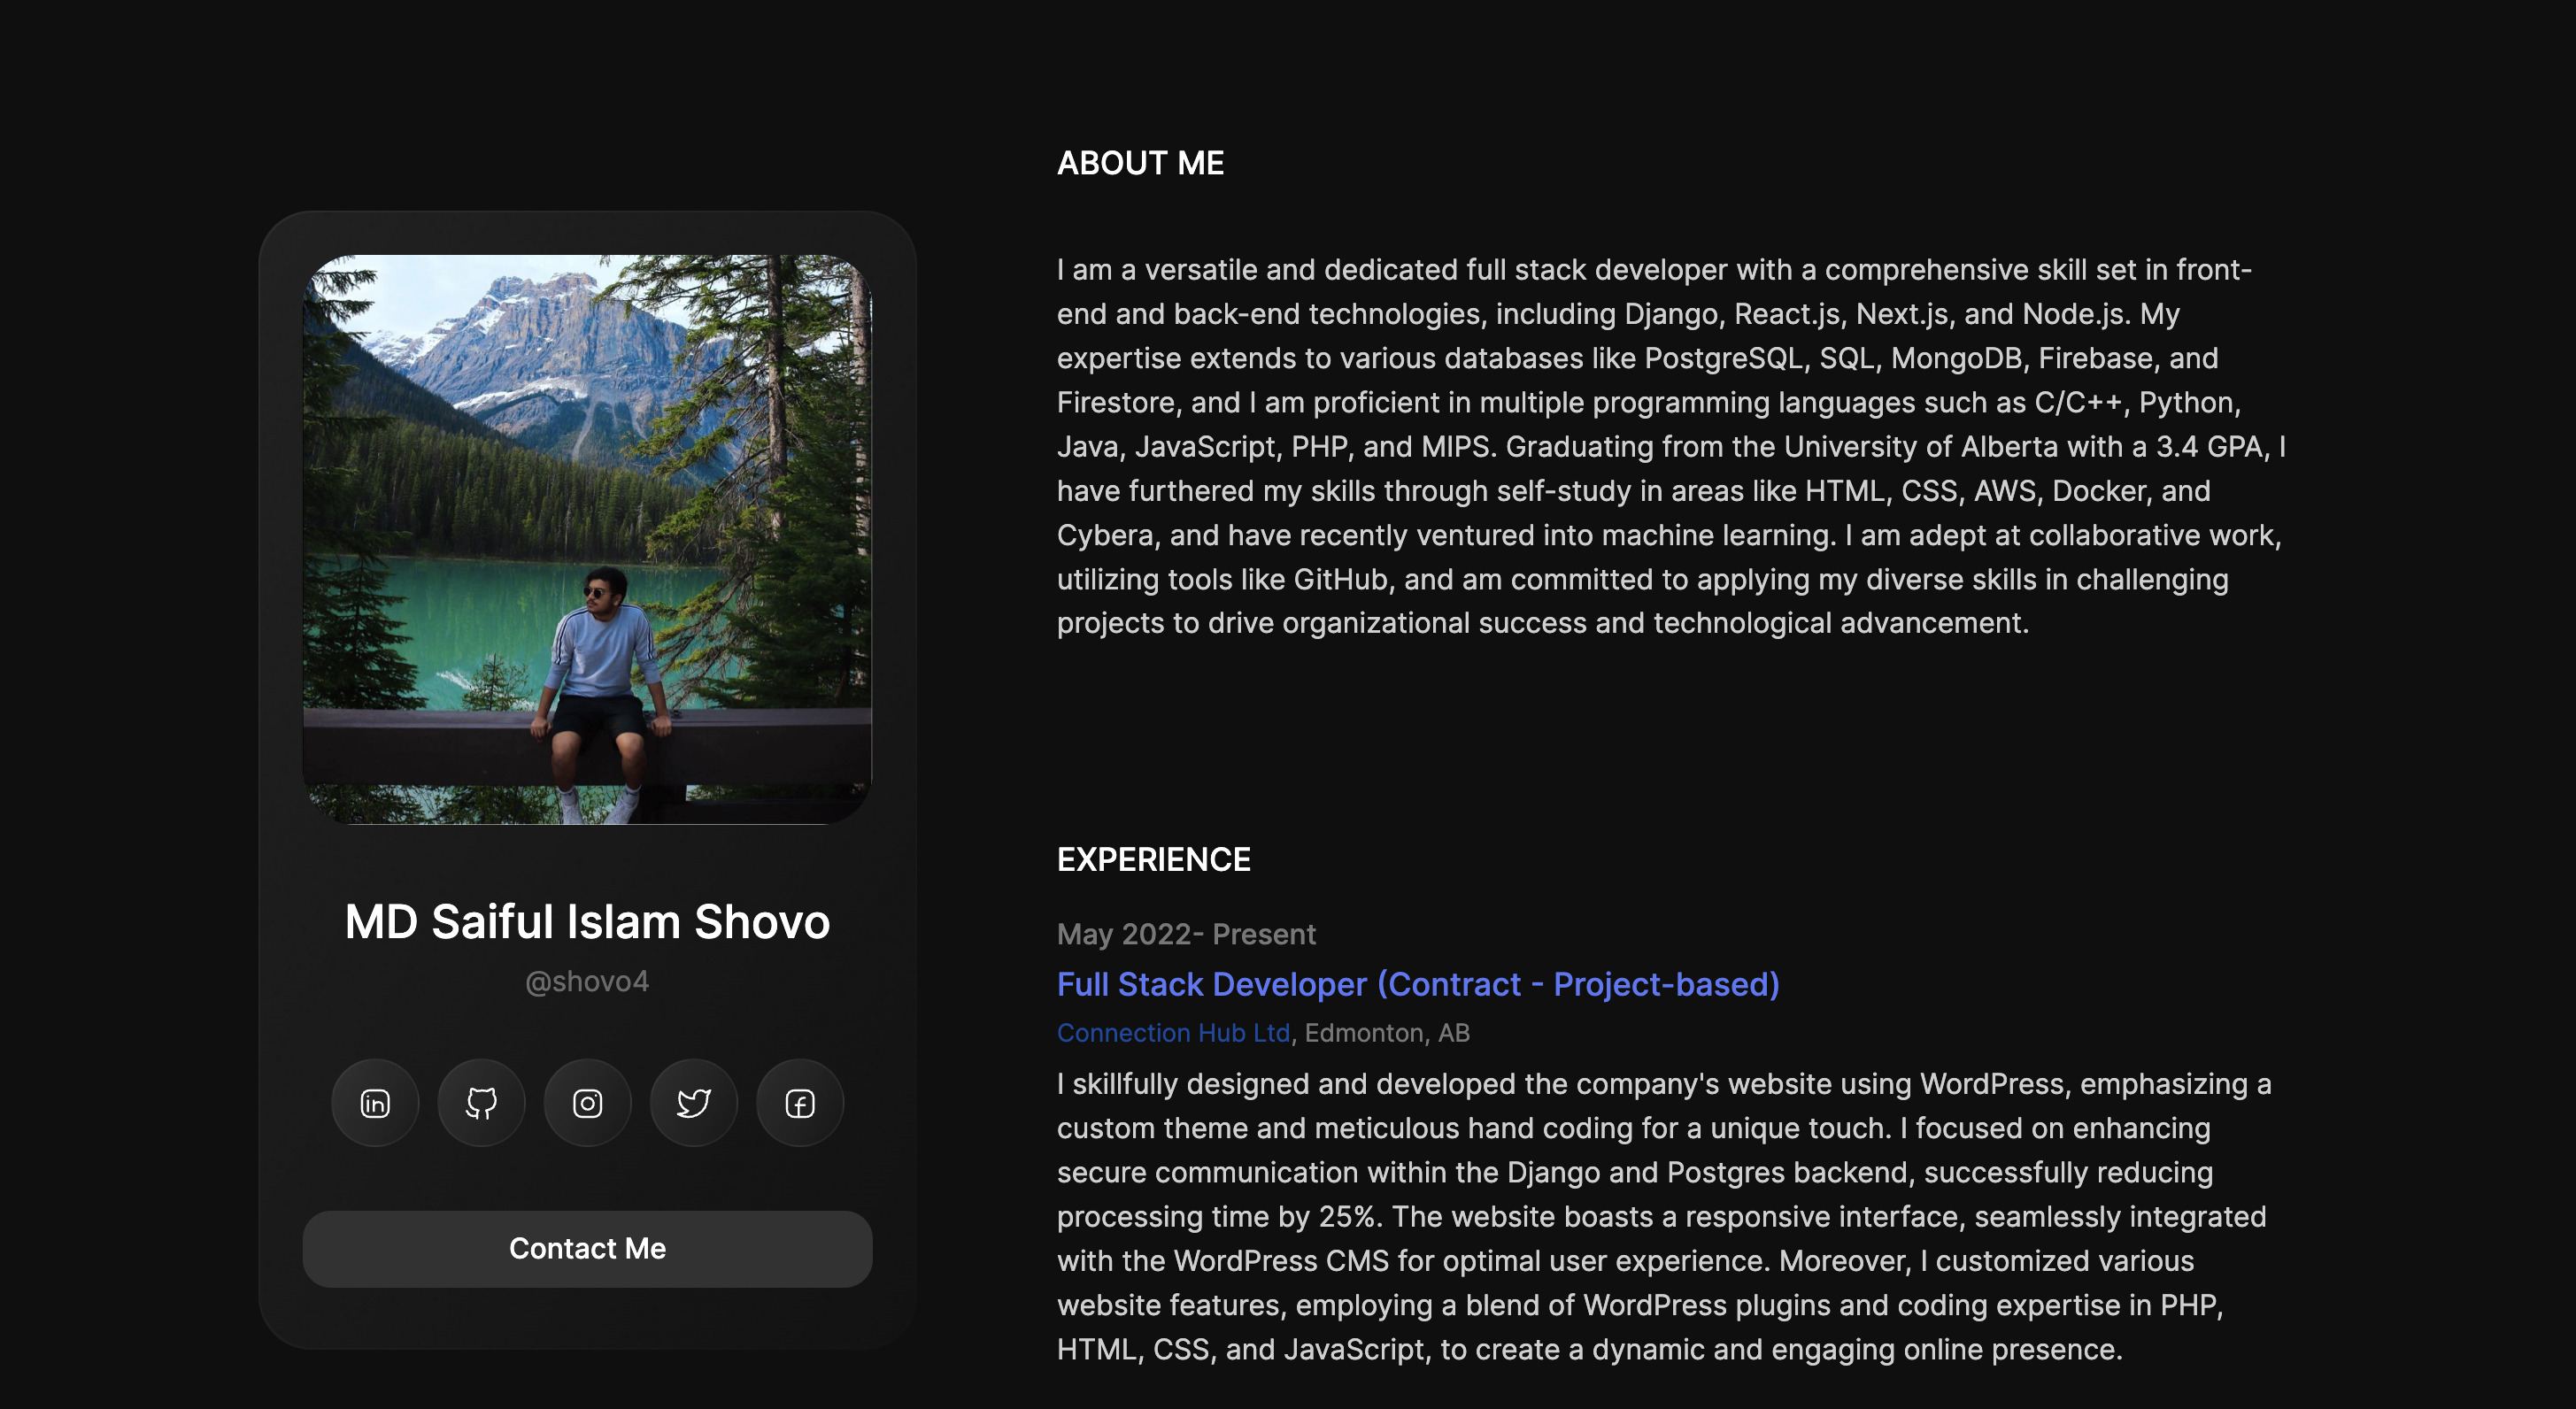 MD Saiful Islam Shovo
@shovo4
Contact Me
ABOUT ME
I am a versatile and dedicated full stack developer with a comprehensive skill set in front-
end and back-end technologies, including Django, React.js, Next.js, and Node.js. My
expertise extends to various databases like PostgreSQL, SQL, MongoDB, Firebase, and
Firestore, and I am proficient in multiple programming languages such as C/C++, Python,
Java, JavaScript, PHP, and MIPS. Graduating from the University of Alberta with a 3.4 GPA, I
have furthered my skills through self-study in areas like HTML, CSS, AWS, Docker, and
Cybera, and have recently ventured into machine learning. I am adept at collaborative work,
utilizing tools like GitHub, and am committed to applying my diverse skills in challenging
projects to drive organizational success and technological advancement.
EXPERIENCE
May 2022- Present
Full Stack Developer (Contract - Project-based)
Connection Hub Ltd, Edmonton, AB
I skillfully designed and developed the company's website using WordPress, emphasizing a
custom theme and meticulous hand coding for a unique touch. I focused on enhancing
secure communication within the Django and Postgres backend, successfully reducing
processing time by 25%. The website boasts a responsive interface, seamlessly integrated
with the WordPress CMS for optimal user experience. Moreover, I customized various
website features, employing a blend of WordPress plugins and coding expertise in PHP,
HTML, CSS, and JavaScript, to create a dynamic and engaging online presence.